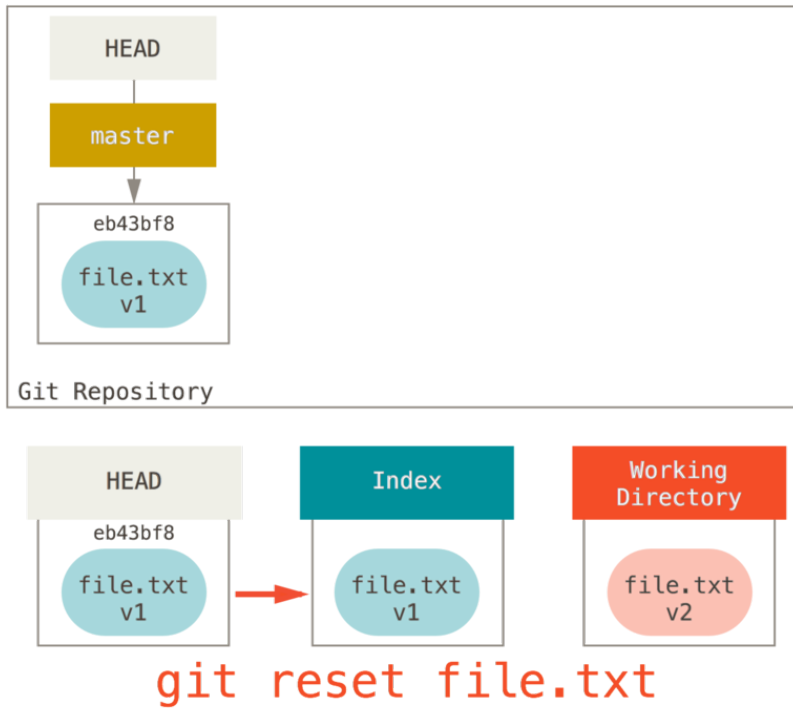 HEAD
master
eb43bf8
file.txt
v1
Git Repository
HEAD
Index
Working
Directory
eb43bf8
file.txt
v1
file.txt
v1
file.txt
v2
git reset file.txt